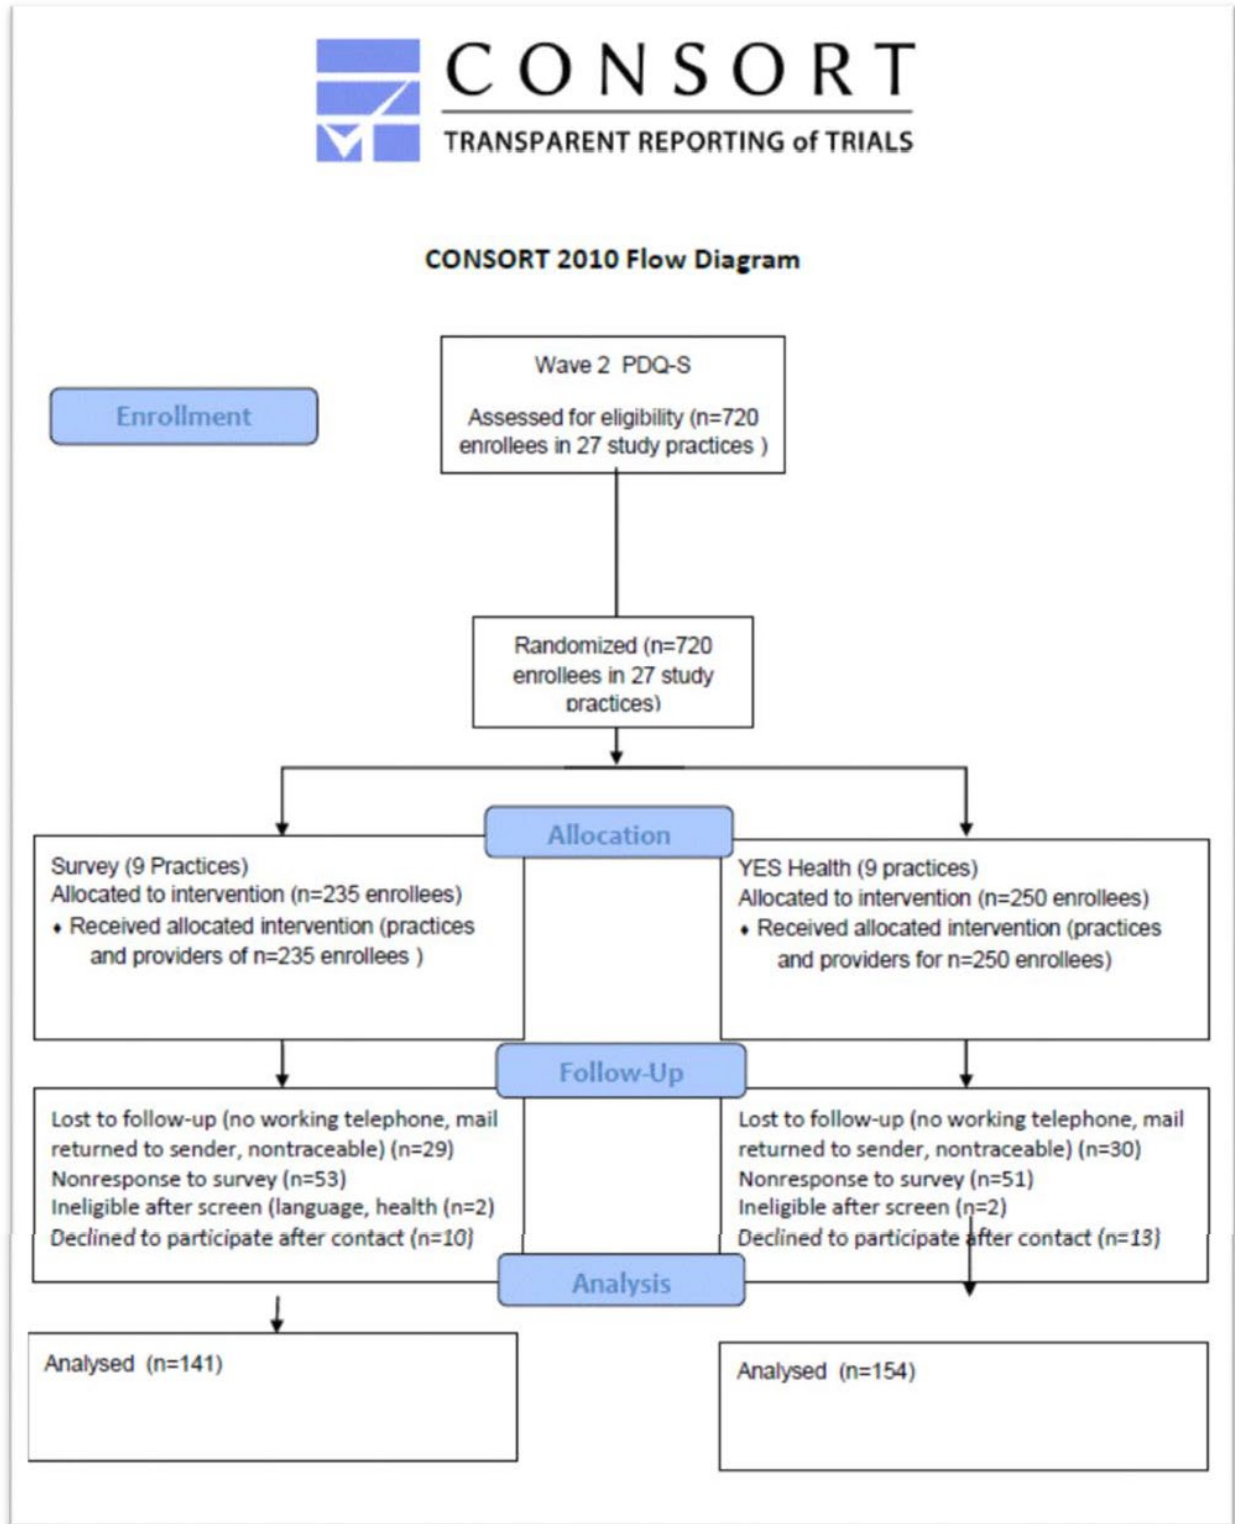 CONSORT
TRANSPARENT REPORTING of TRIALS
CONSORT 2010 Flow Diagram
Enrollment
Wave 2 PDQ-S
Assessed for eligibility (n=720
enrollees in 27 study practices )
Randomized (n=720
enrollees in 27 study
practices)
Allocation
Survey (9 Practices)
Allocated to intervention (n=235 enrollees)
♦ Received allocated intervention (practices
and providers of n=235 enrollees )
YES Health (9 practices)
Allocated to intervention (n=250 enrollees)
♦ Received allocated intervention (practices
and providers for n=250 enrollees)
Follow-Up
Lost to follow-up (no working telephone, mail
returned to sender, nontraceable) (n=29)
Nonresponse to survey (n=53)
Ineligible after screen (language, health (n=2)
Declined to participate after contact (n=10)
Lost to follow-up (no working telephone, mail
returned to sender, nontraceable) (n=30)
Nonresponse to survey (n=51)
Ineligible after screen (n=2)
Declined to participate after contact (n=13)
Analysis
Analysed (n=141)
Analysed (n=154)